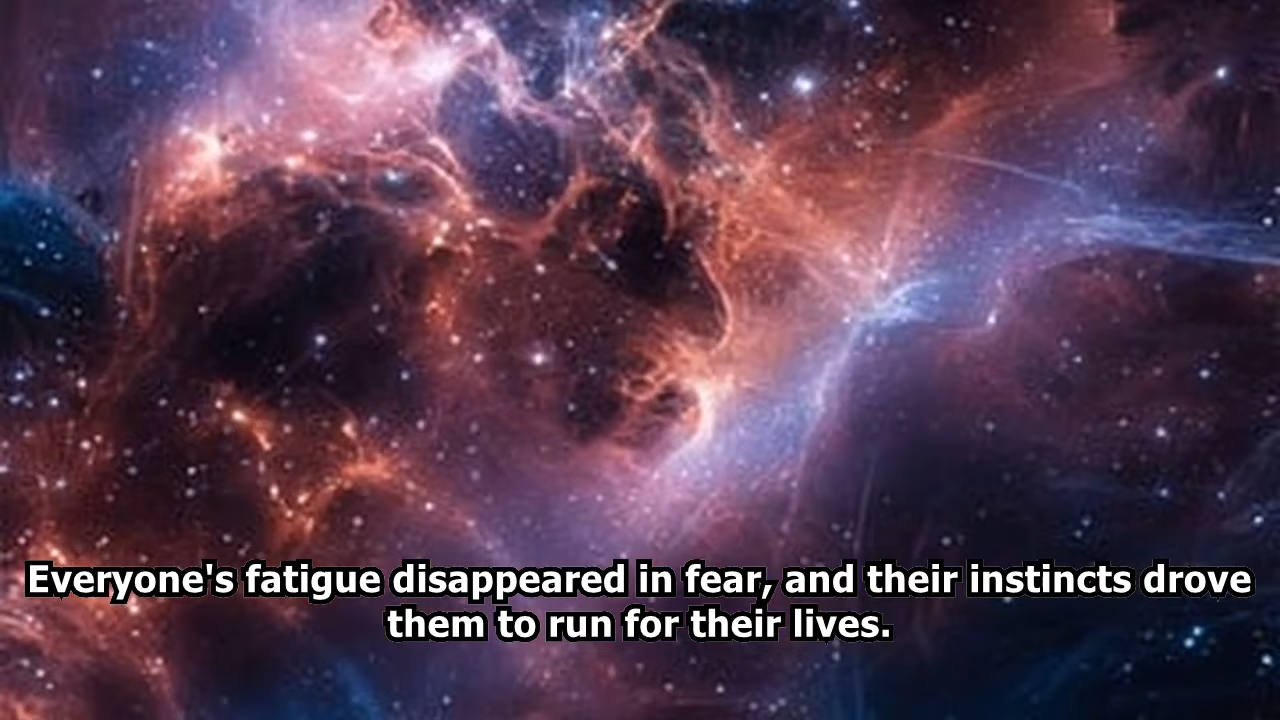 Everyone's fatigue disappeared in fear, and their instincts drove
them to run for their lives.